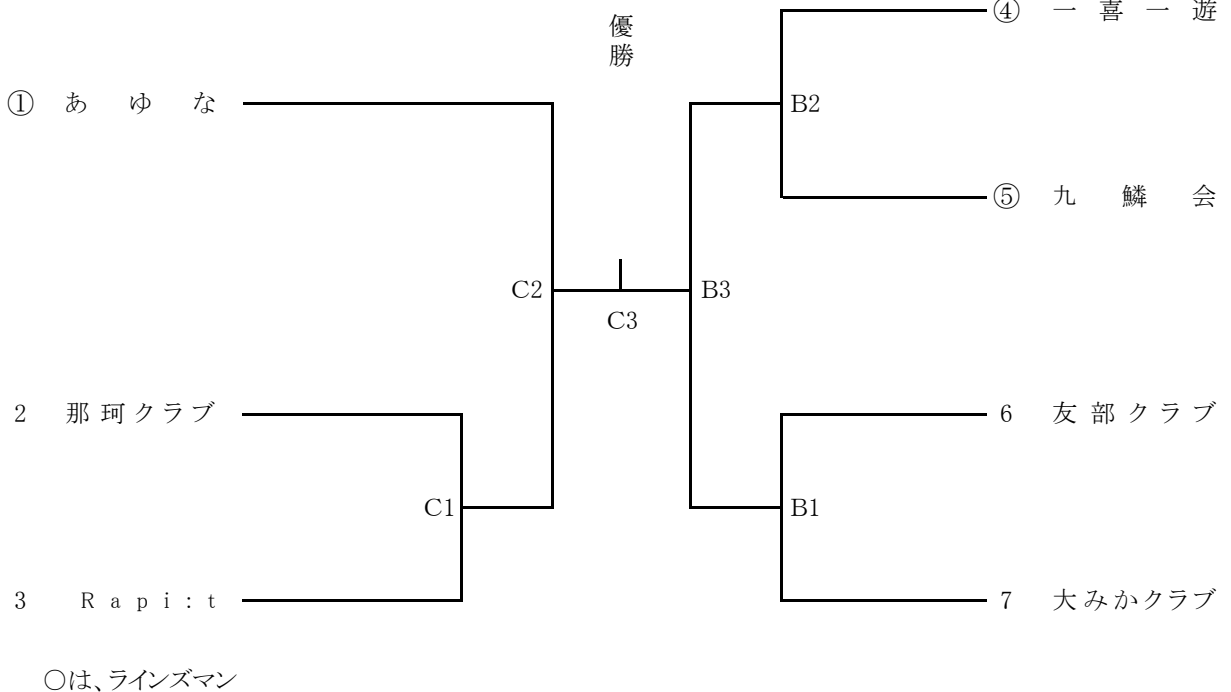 優勝
① あゆな
2 那珂クラブ
3 Rapi:t
C1
C2
C3
B3
B2
B1
④ 一喜一遊
⑤ 九鱗会
6 友部クラブ
7 大みかクラブ
○は、ラインズマン